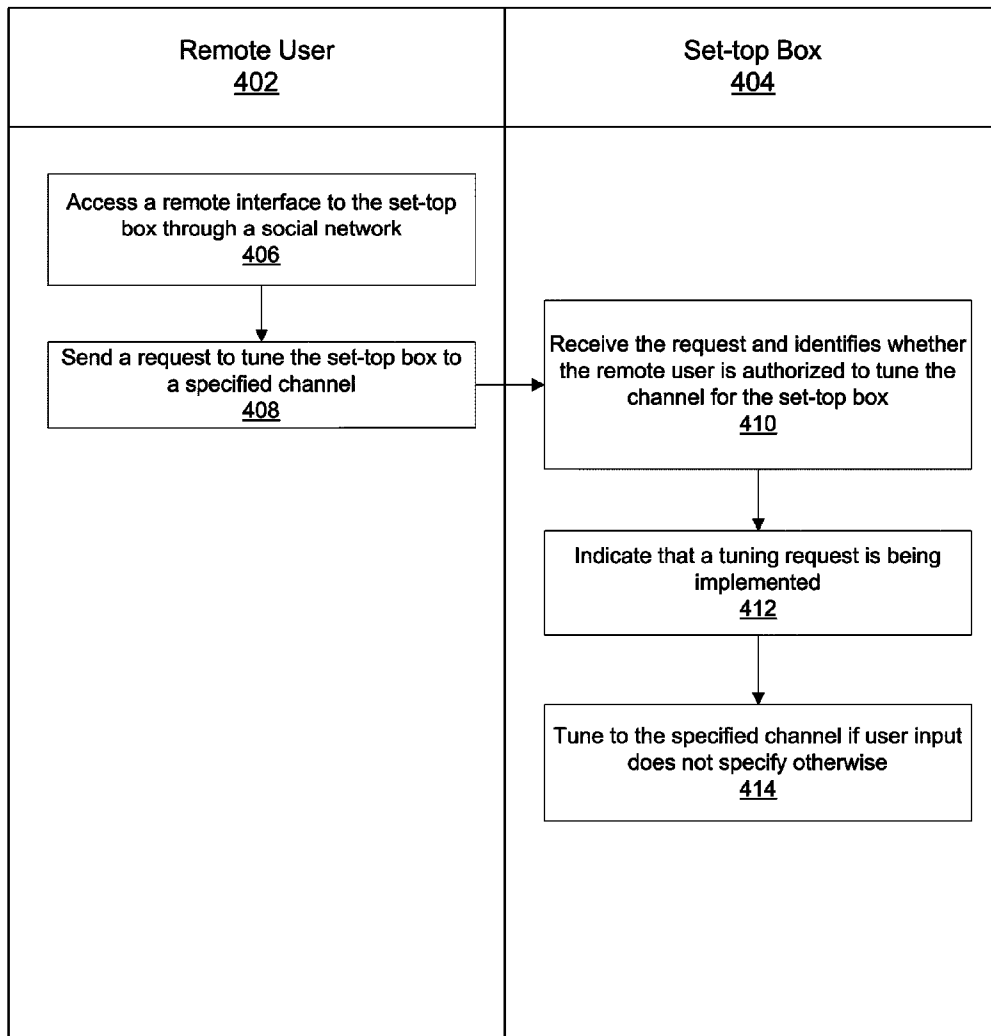 Remote User
402
Set-top Box
404
Access a remote interface to the set-top
box through a social network
406
Send a request to tune the set-top box to
a specified channel
408
Receive the request and identifies whether
the remote user is authorized to tune the
channel for the set-top box
410
Indicate that a tuning request is being
implemented
412
Tune to the specified channel if user input
does not specify otherwise
414